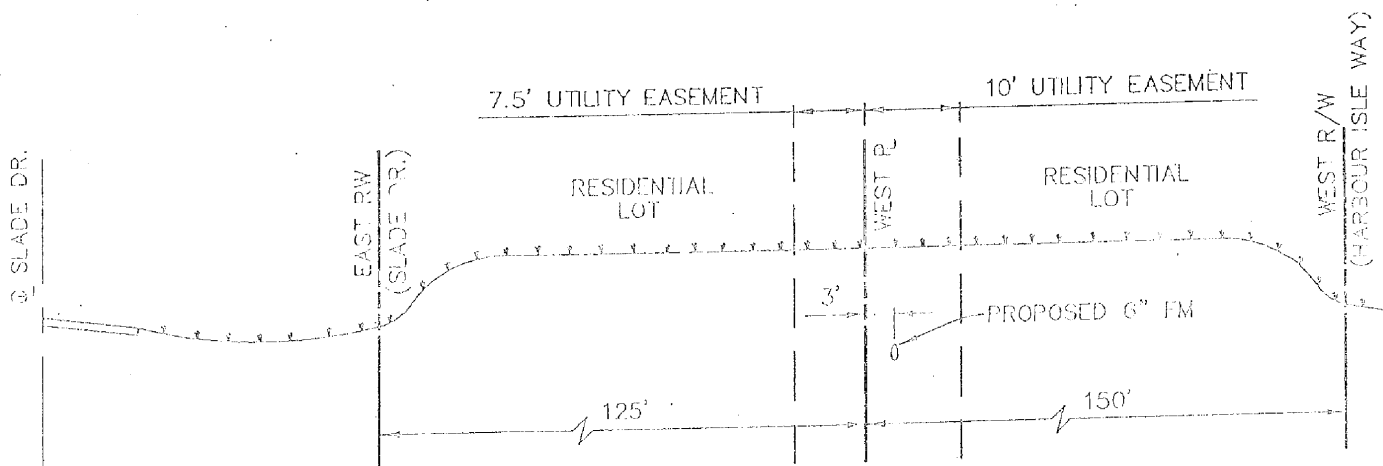 7.5' UTILITY EASEMENT
10' UTILITY EASEMENT
℄ SLADE DR.
EAST RW
(SLADE DR.)
RESIDENTIAL
LOT
WEST ⅊
RESIDENTIAL
LOT
WEST R/W
(HARBOUR ISLE WAY)
3'
PROPOSED 6" FM
125'
150'